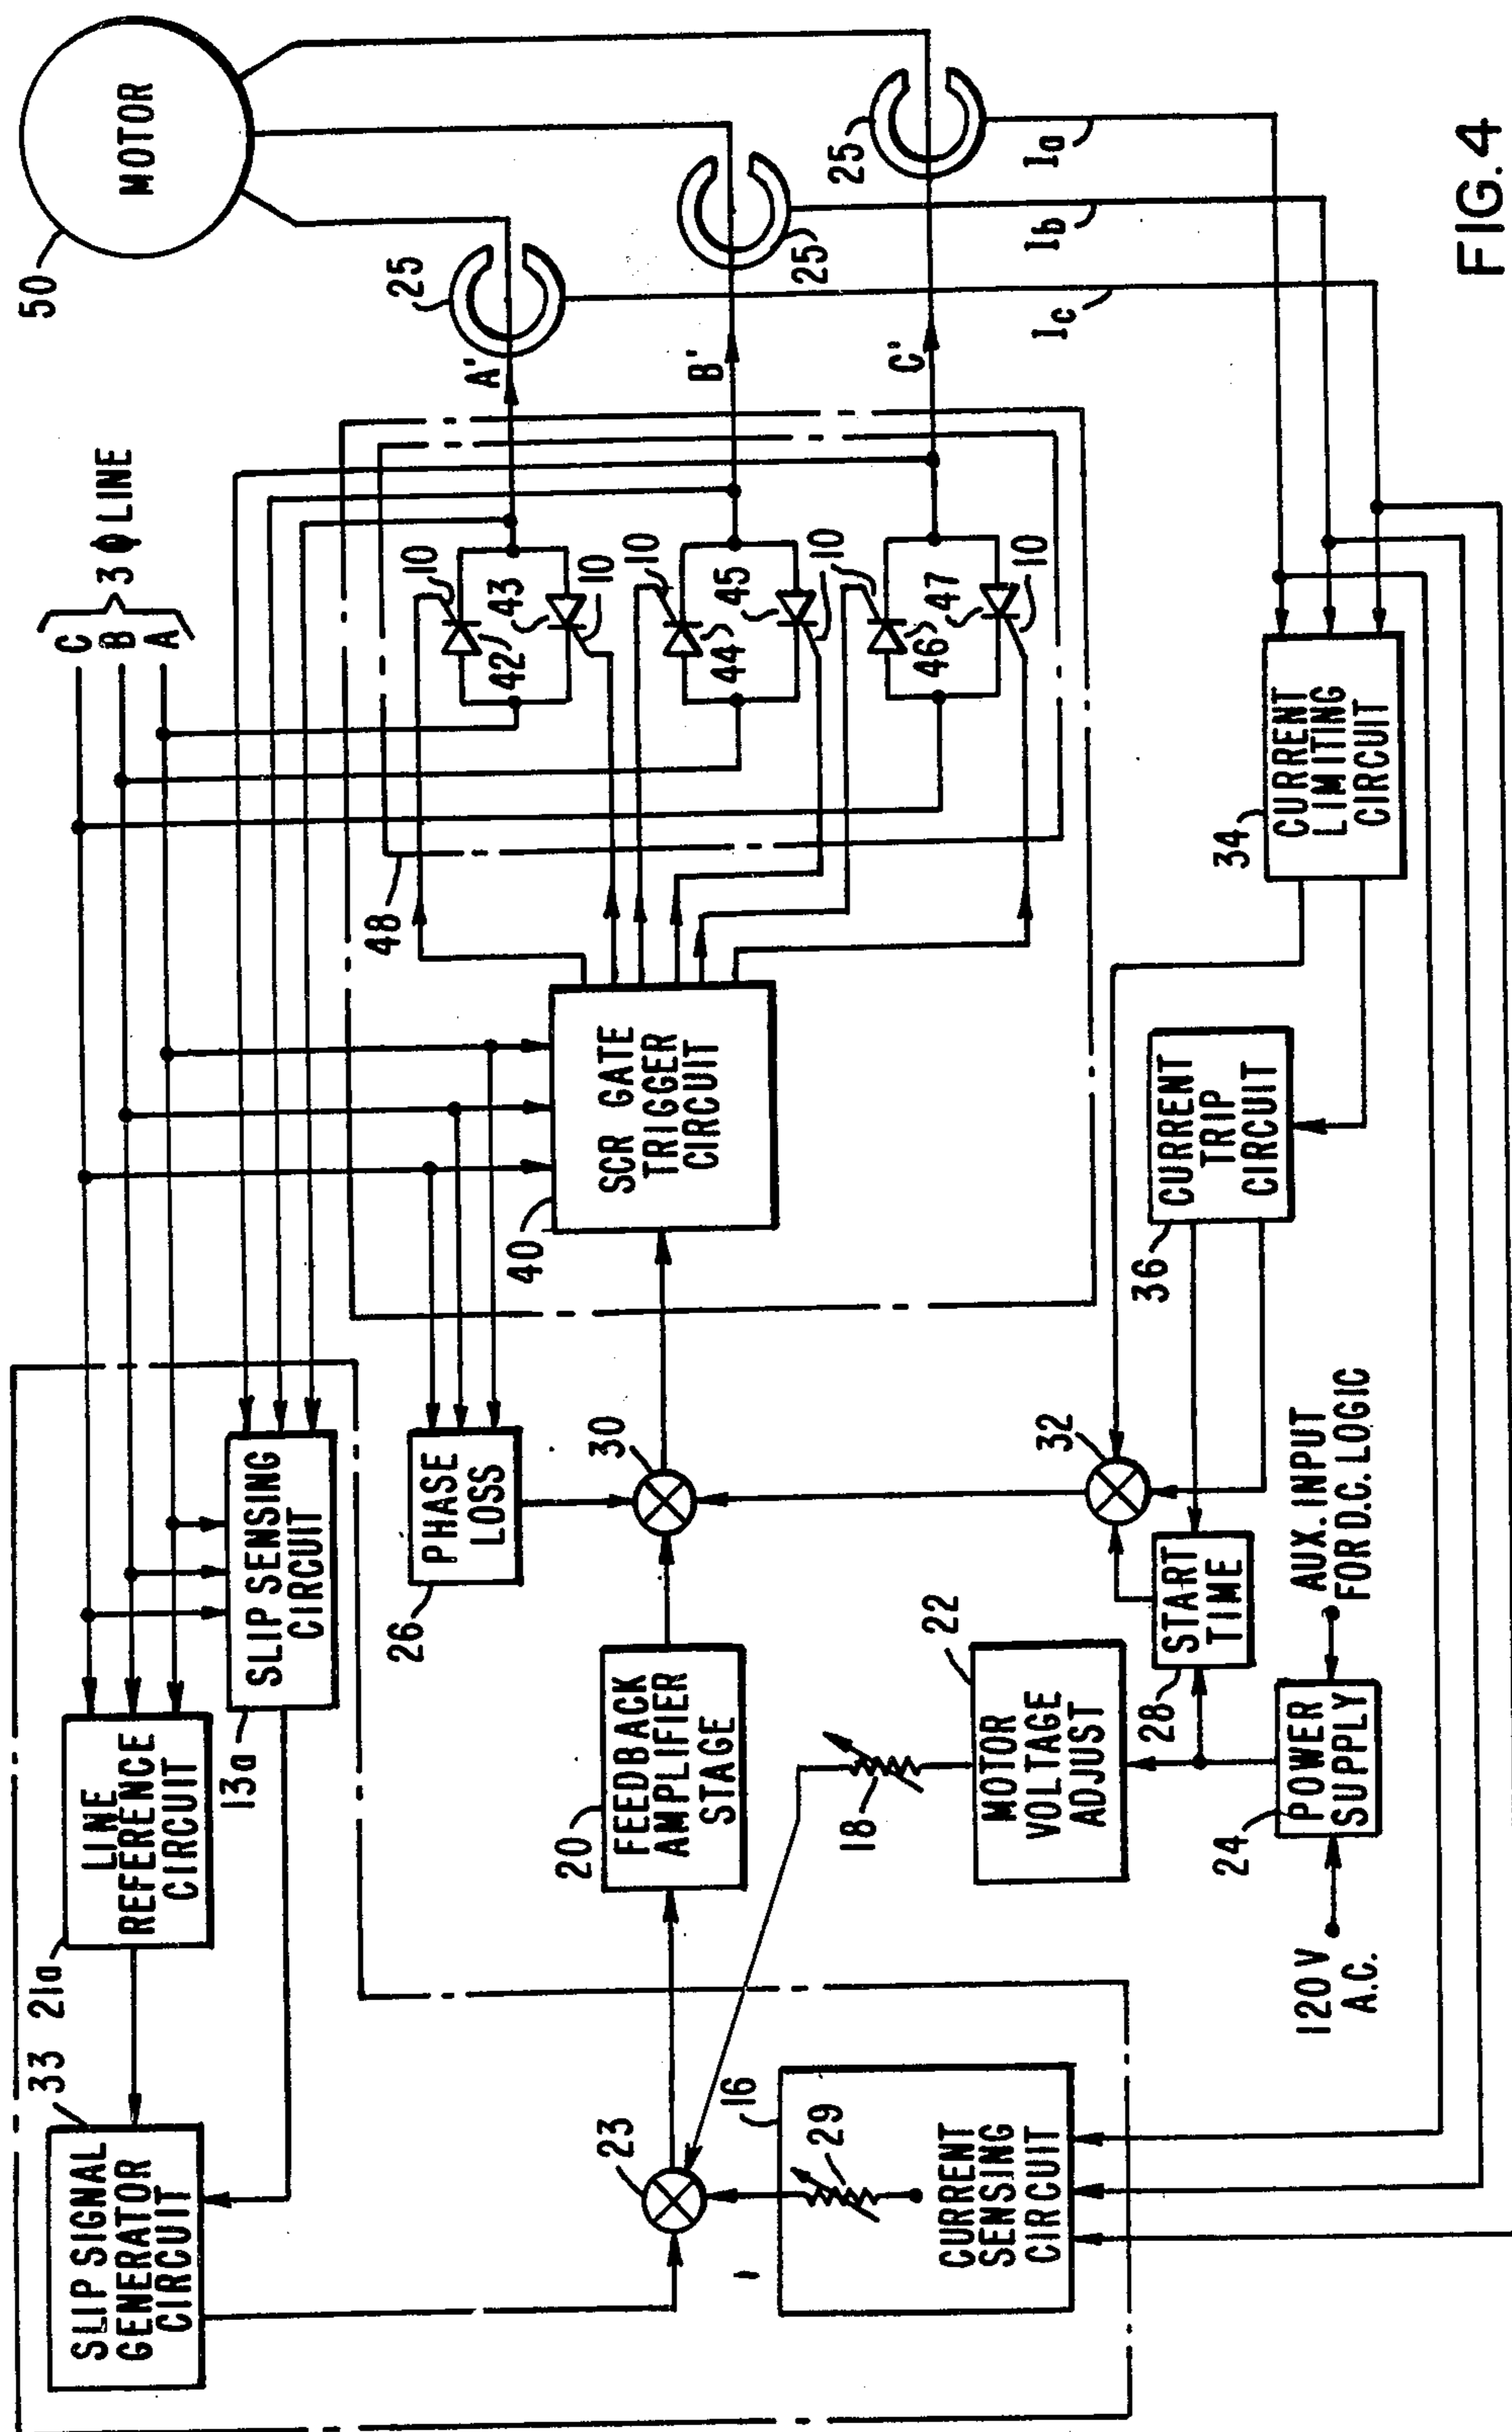 SLIP SIGNAL
GENERATOR
CIRCUIT
33
21a
LINE
REFERENCE
CIRCUIT
SLIP SENSING
CIRCUIT
13a
C
B
A
3 ϕ LINE
50
MOTOR
PHASE
LOSS
26
SCR GATE
TRIGGER
CIRCUIT
40
48
10
42
43
10
10
44
45
10
46
47
10
A'
B'
C'
25
25
25
Ic
Ib
Ia
23
20
FEEDBACK
AMPLIFIER
STAGE
30
16
29
CURRENT
SENSING
CIRCUIT
18
MOTOR
VOLTAGE
ADJUST
22
28
START
TIME
32
36
CURRENT
TRIP
CIRCUIT
34
CURRENT
LIMITING
CIRCUIT
120 V
A.C.
24
POWER
SUPPLY
AUX. INPUT
FOR D.C. LOGIC
FIG. 4